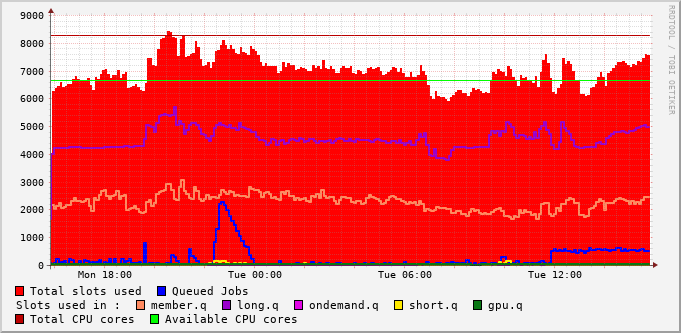 9000
8000
7000
6000
5000
4000
3000
2000
1000
0
Mon 18:00 Tue 00:00 Tue 06:00 Tue 12:00
RRDTOOL / TOBI OETIKER
Total slots used Queued Jobs
Slots used in : member.q long.q ondemand.q short.q gpu.q
Total CPU cores Available CPU cores